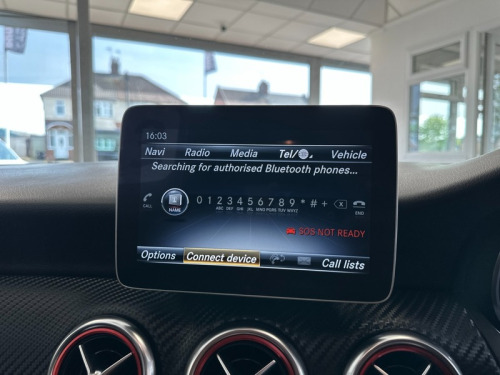 16:03
Navi Radio Media Tel/ Vehicle
Searching for authorised Bluetooth phones...
0 1 2 3 4 5 6 7 8 9 * # +
ABC DEF GHI JKL MNO PQRS TUV WXYZ
CALL NAME END
SOS NOT READY
Options Connect device Call lists